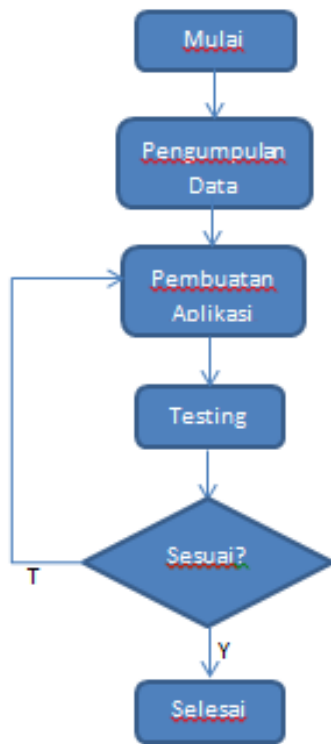 Mulai
Pengumpulan
Data
Pembuatan
Aplikasi
Testing
Sesuai?
T
Y
Selesai